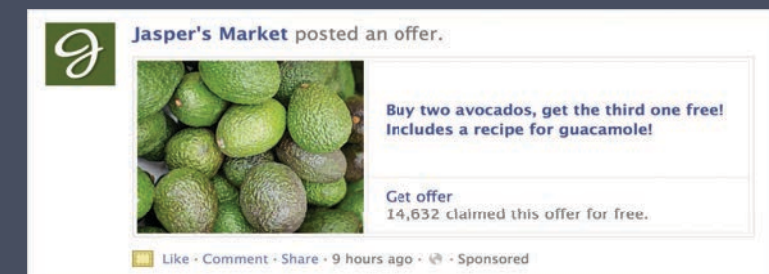 Jasper's Market posted an offer.
Buy two avocados, get the third one free!
Includes a recipe for guacamole!
Get offer
14,632 claimed this offer for free.
Like · Comment · Share · 9 hours ago · · Sponsored